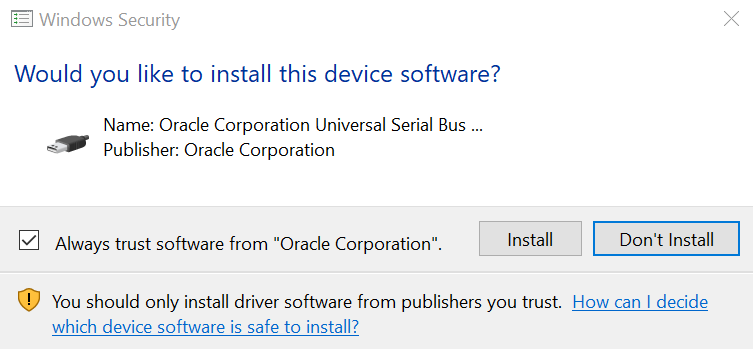 Windows Security
Would you like to install this device software?
Name: Oracle Corporation Universal Serial Bus ...
Publisher: Oracle Corporation
Always trust software from "Oracle Corporation".
Install
Don't Install
You should only install driver software from publishers you trust. How can I decide
which device software is safe to install?